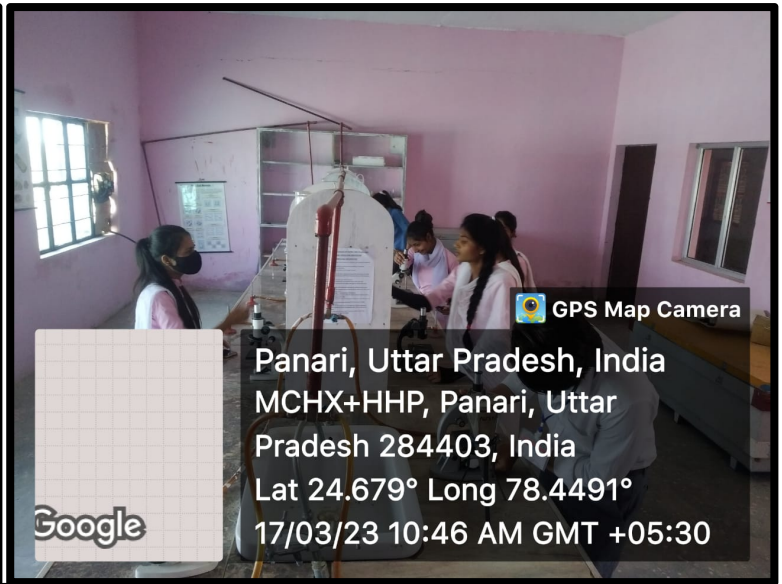 GPS Map Camera
Panari, Uttar Pradesh, India
MCHX+HHP, Panari, Uttar
Pradesh 284403, India
Lat 24.679° Long 78.4491°
17/03/23 10:46 AM GMT +05:30
Google